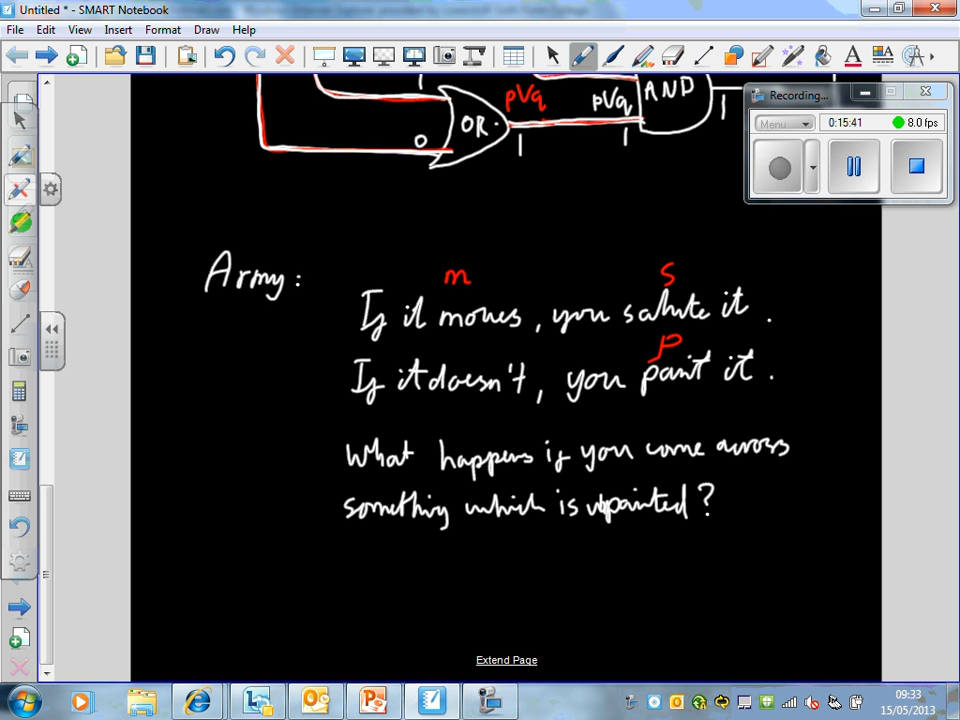 Untitled * - SMART Notebook
File Edit View Insert Format Draw Help
pVq pVq AND
OR
0 1 1 1
Recording...
Menu 0:15:41 8.0 fps
Army: m s
If it moves, you salute it.
p
If it doesn't, you paint it.
What happens if you come across
something which is unpainted?
Extend Page
09:33
15/05/2013